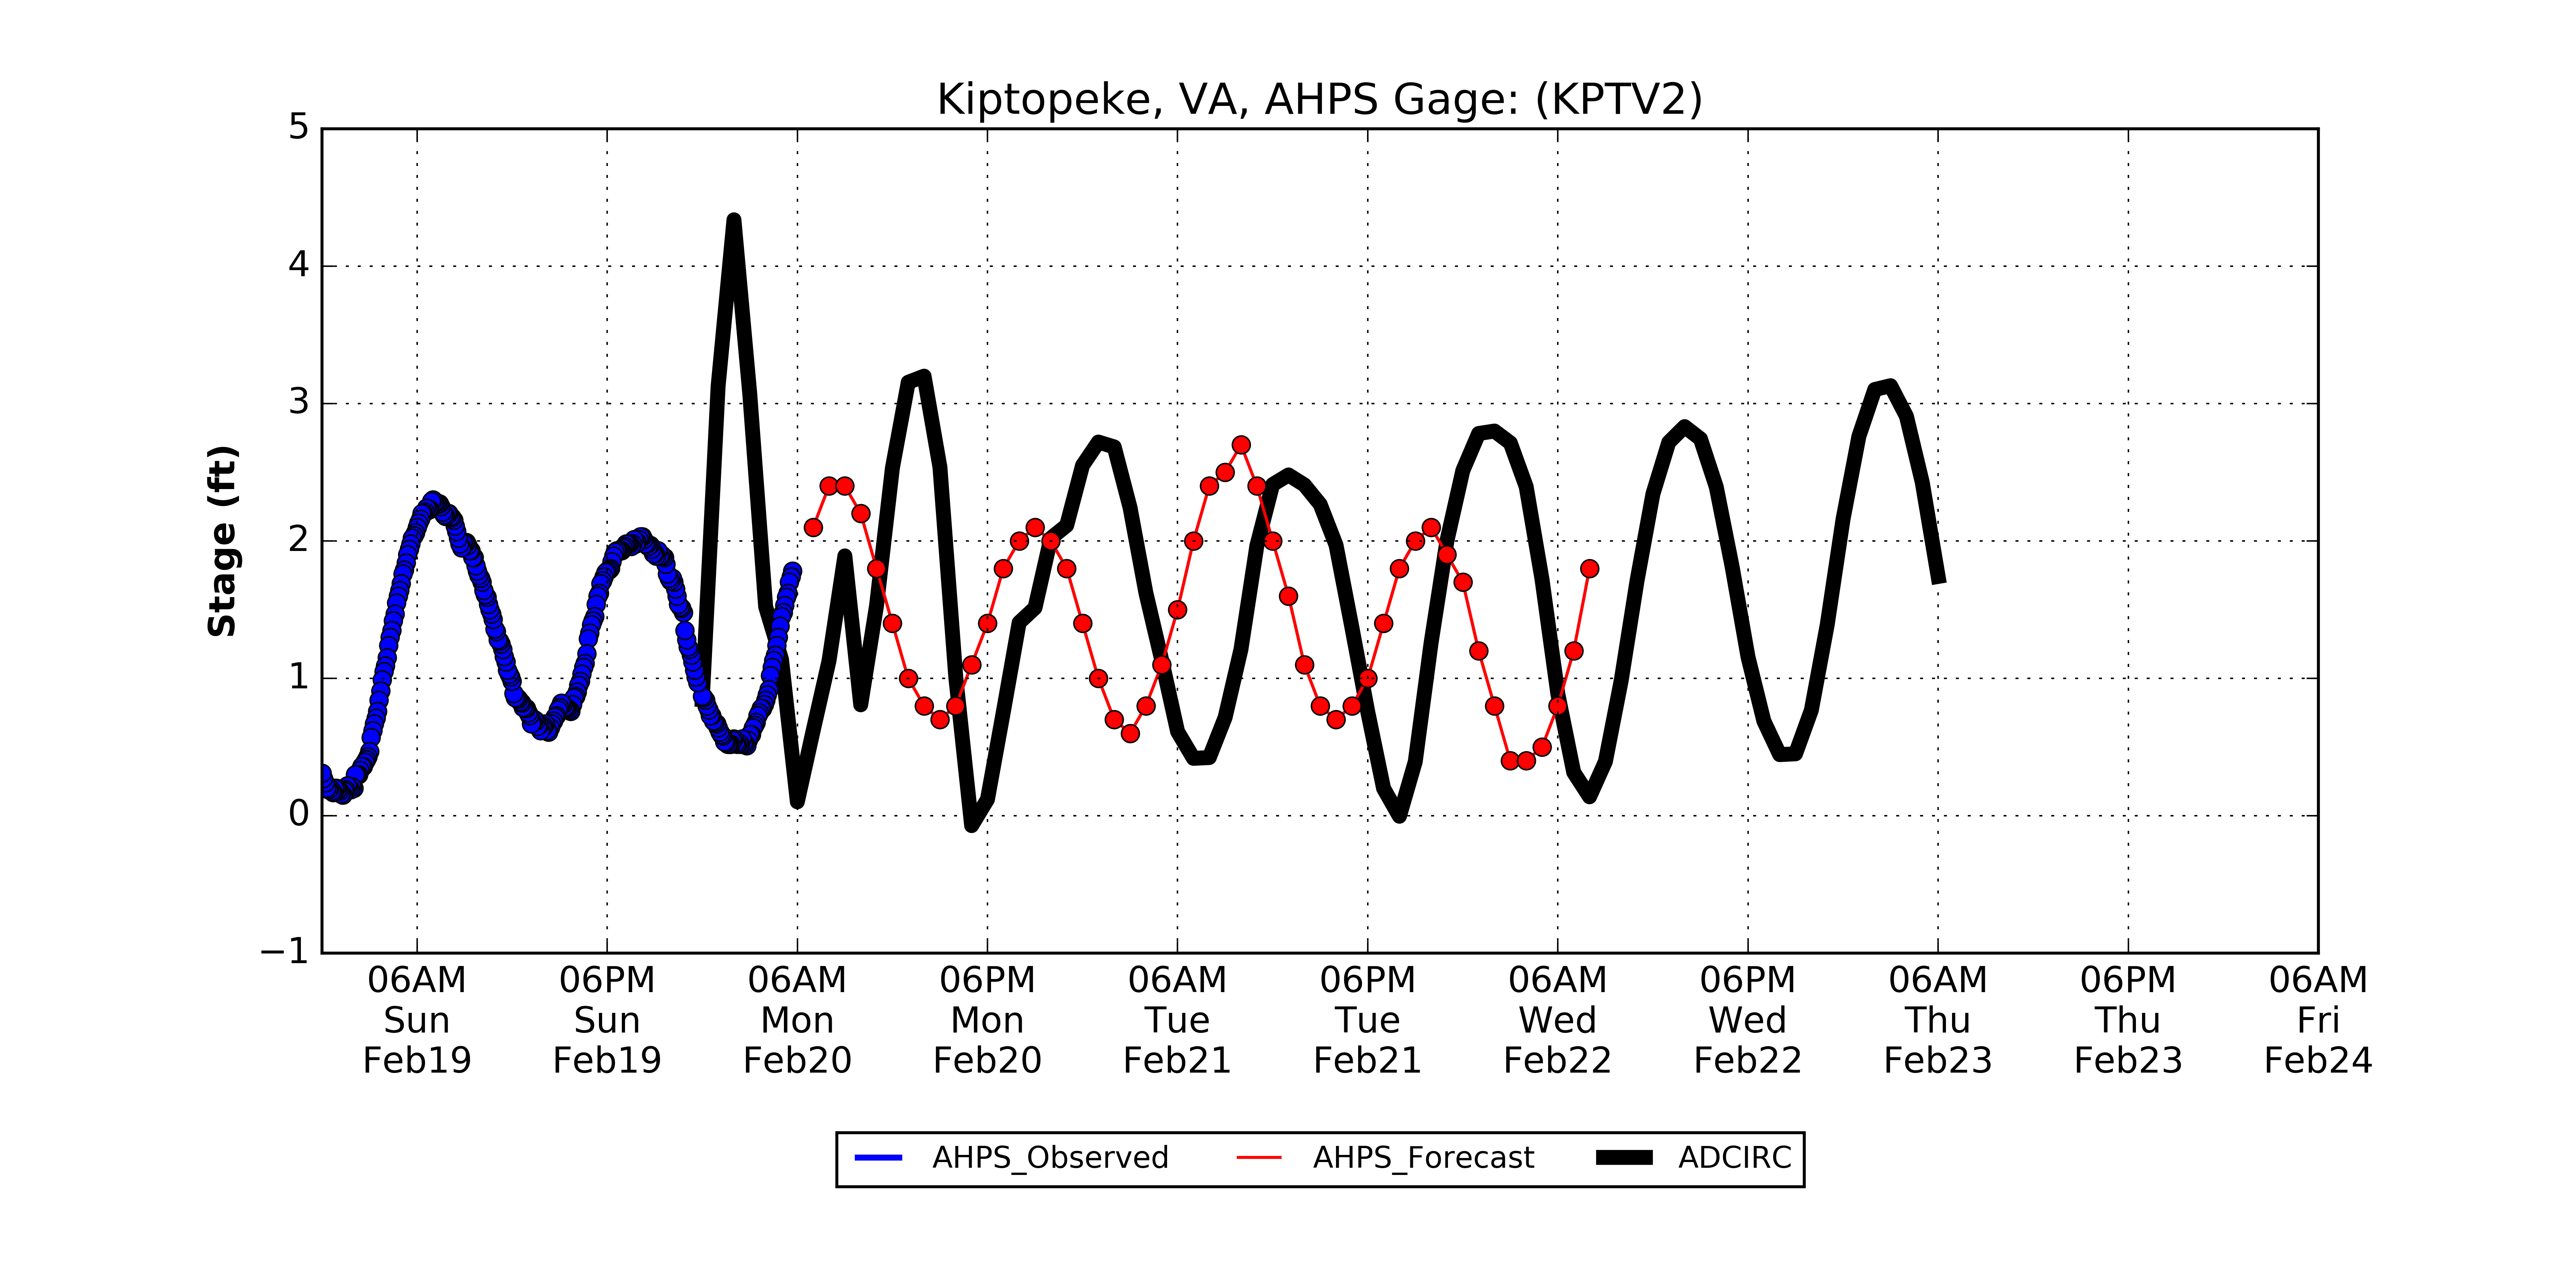 Kiptopeke, VA, AHPS Gage: (KPTV2)
5
4
3
2
1
0
−1
Stage (ft)
06AM 06PM 06AM 06PM 06AM 06PM 06AM 06PM 06AM 06PM 06AM
Sun Sun Mon Mon Tue Tue Wed Wed Thu Thu Fri
Feb19 Feb19 Feb20 Feb20 Feb21 Feb21 Feb22 Feb22 Feb23 Feb23 Feb24
AHPS_Observed AHPS_Forecast ADCIRC